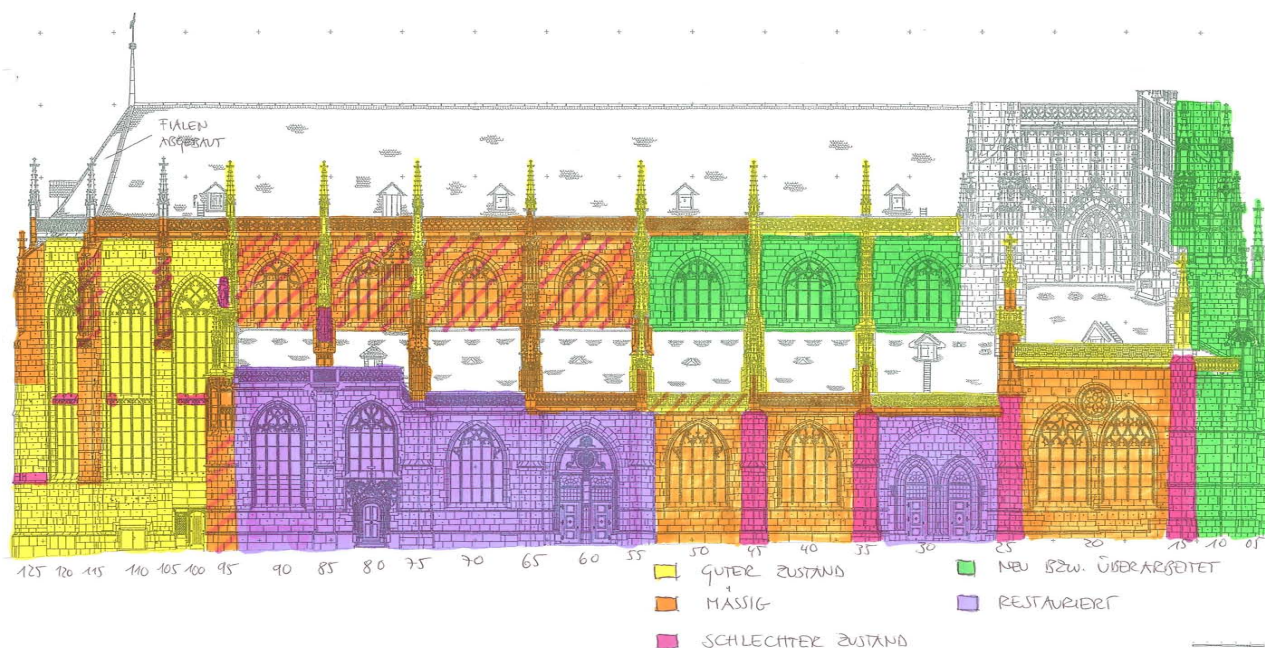 FIALEN
ABGEBAUT
125 120 115 110 105 100 95 90 85 80 75 70 65 60 55 50 45 40 35 30 25 20 15 10 05
GUTER ZUSTAND
MÄSSIG
SCHLECHTER ZUSTAND
NEU BZW. ÜBERARBEITET
RESTAURIERT